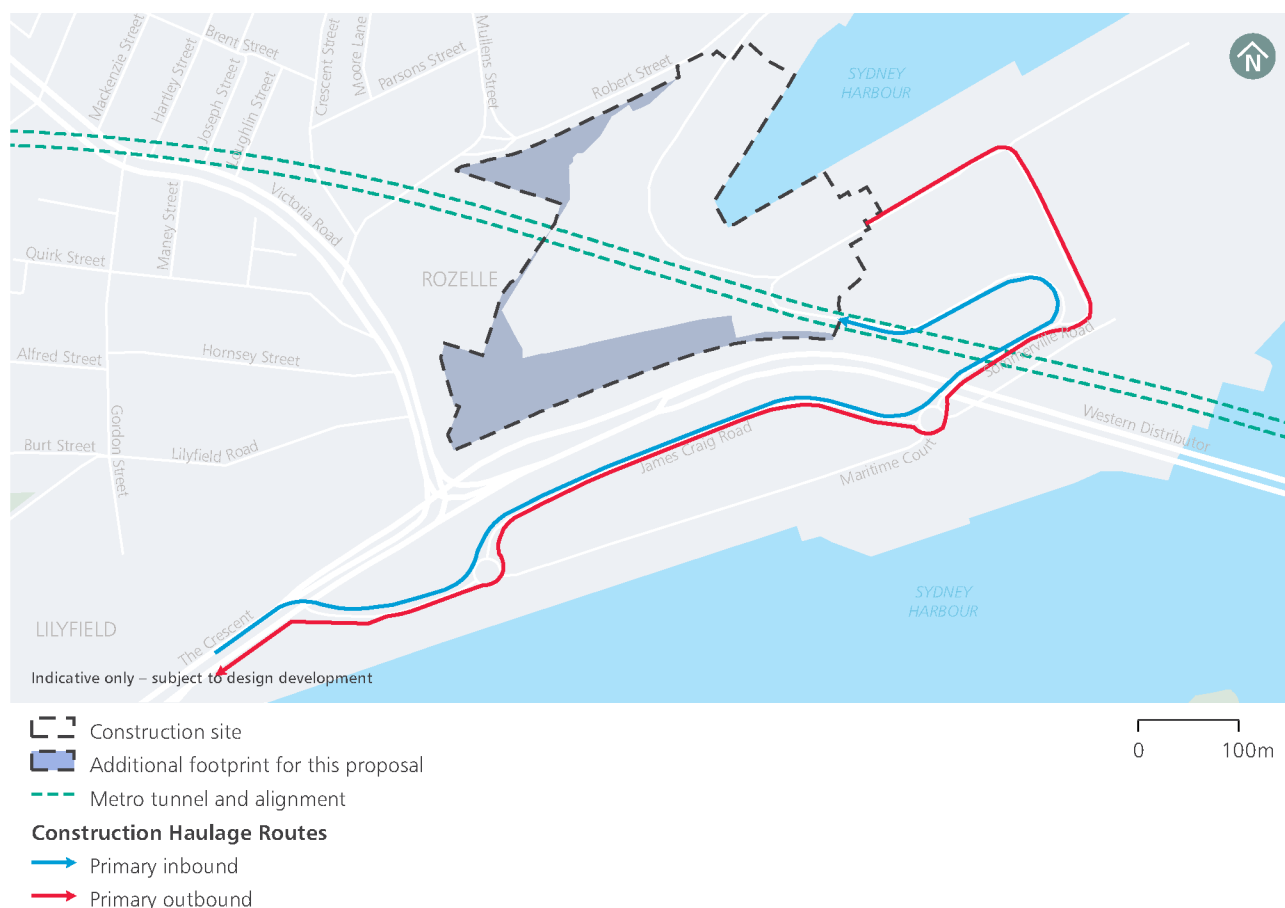 Mackenzie Street
Hartley Street
Brent Street
Joseph Street
Loughlin Street
Crescent Street
Moore Lane
Parsons Street
Mullens Street
Robert Street
SYDNEY
HARBOUR
N
Victoria Road
Maney Street
Quirk Street
ROZELLE
Alfred Street
Hornsey Street
Gordon Street
Burt Street
Lilyfield Road
Sommerville Road
Western Distributor
James Craig Road
Maritime Court
SYDNEY
HARBOUR
LILYFIELD
The Crescent
Indicative only – subject to design development
Construction site
Additional footprint for this proposal
Metro tunnel and alignment
Construction Haulage Routes
Primary inbound
Primary outbound
0 100m